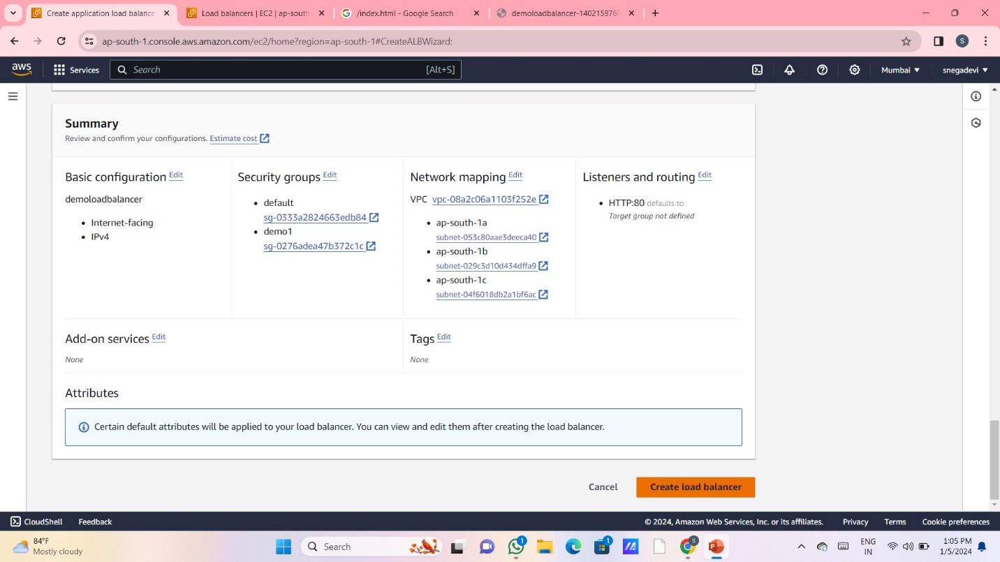 Create application load balance
Load balancers | EC2 | ap-south
/index.html - Google Search
demoloadbalancer-1402159769
ap-south-1.console.aws.amazon.com/ec2/home?region=ap-south-1#CreateALBWizard:
S
aws
Services
Search
[Alt+S]
Mumbai
snegadevi
Summary
Review and confirm your configurations. Estimate cost
Basic configuration Edit
demoloadbalancer
Internet-facing
IPv4
Security groups Edit
default
sg-0333a2824663edb84
demo1
sg-0276adea47b372c1c
Network mapping Edit
VPC vpc-08a2c06a1103f252e
ap-south-1a
subnet-053c80aae3deeca40
ap-south-1b
subnet-029c3d10d434dffa9
ap-south-1c
subnet-04f6018db2a1bf6ac
Listeners and routing Edit
HTTP:80 defaults to
Target group not defined
Add-on services Edit
None
Tags Edit
None
Attributes
Certain default attributes will be applied to your load balancer. You can view and edit them after creating the load balancer.
Cancel
Create load balancer
CloudShell
Feedback
© 2024, Amazon Web Services, Inc. or its affiliates.
Privacy
Terms
Cookie preferences
84°F
Mostly cloudy
Search
1
1
S
ENG
IN
1:05 PM
1/5/2024